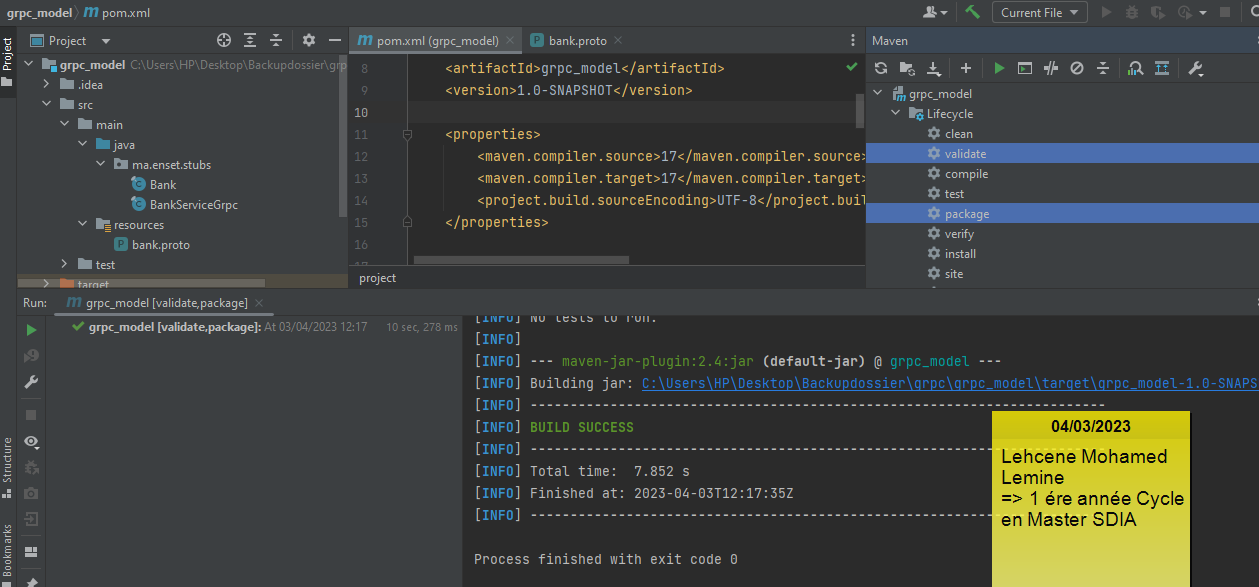 grpc_model
pom.xml
Current File
Project
Project
pom.xml (grpc_model)
bank.proto
Maven
grpc_model C:\Users\HP\Desktop\Backupdossier\grp
.idea
src
main
java
ma.enset.stubs
Bank
BankServiceGrpc
resources
bank.proto
test
target
8 <artifactId>grpc_model</artifactId>
9 <version>1.0-SNAPSHOT</version>
10
11 <properties>
12 <maven.compiler.source>17</maven.compiler.source>
13 <maven.compiler.target>17</maven.compiler.target>
14 <project.build.sourceEncoding>UTF-8</project.buil
15 </properties>
16
17
project
grpc_model
Lifecycle
clean
validate
compile
test
package
verify
install
site
Run: grpc_model [validate,package]
grpc_model [validate,package]: At 03/04/2023 12:17 10 sec, 278 ms
[INFO] No tests to run.
[INFO]
[INFO] --- maven-jar-plugin:2.4:jar (default-jar) @ grpc_model ---
[INFO] Building jar: C:\Users\HP\Desktop\Backupdossier\grpc\grpc_model\target\grpc_model-1.0-SNAPS
[INFO] ------------------------------------------------------------------------
[INFO] BUILD SUCCESS
[INFO] ------------------------------------------------------------------------
[INFO] Total time: 7.852 s
[INFO] Finished at: 2023-04-03T12:17:35Z
[INFO] ------------------------------------------------------------------------
Process finished with exit code 0
04/03/2023
Lehcene Mohamed
Lemine
=> 1 ére année Cycle
en Master SDIA
Structure
Bookmarks